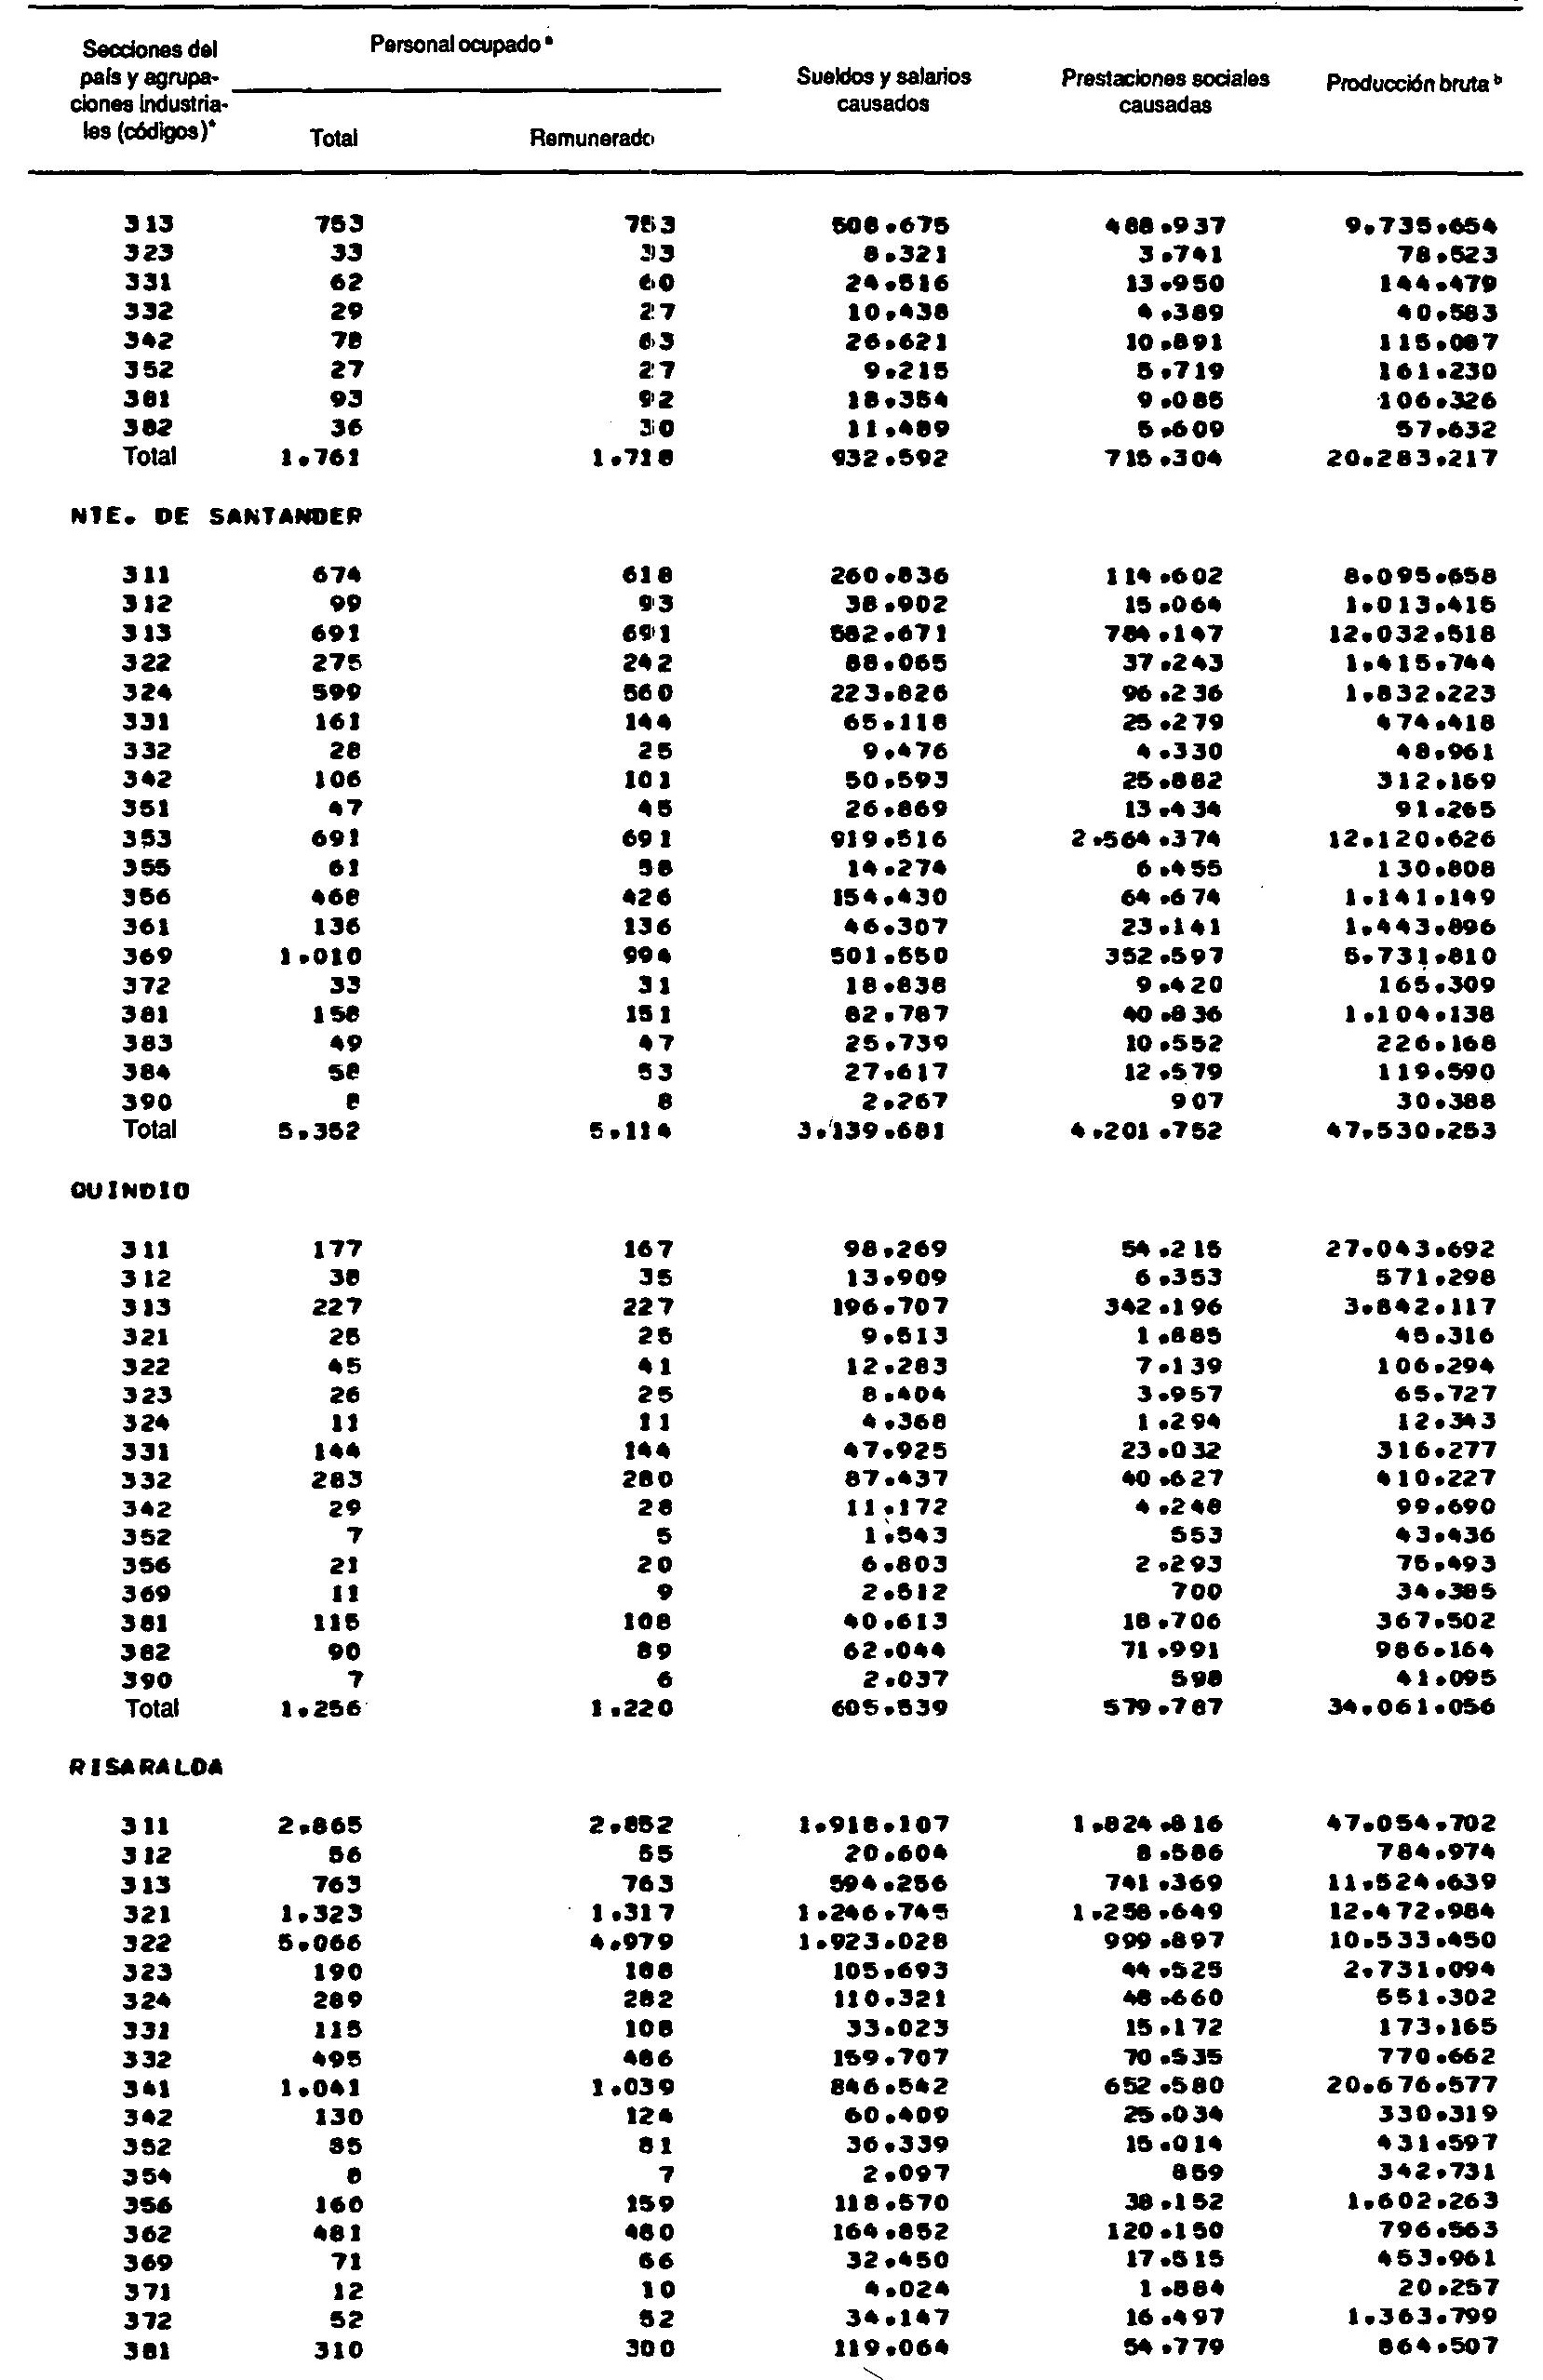 Secciones del país y agrupaciones industriales (códigos)* Personal ocupado a Sueldos y salarios causados Prestaciones sociales causadas Producción bruta b
Total Remunerado
313 753 753 508.675 488.937 9.735.654
323 33 33 8.321 3.741 78.523
331 62 60 24.516 13.950 144.479
332 29 27 10.438 4.389 40.583
342 78 63 26.621 10.891 115.087
352 27 27 9.215 5.719 161.230
381 93 92 18.354 9.085 106.326
382 36 30 11.489 5.609 57.632
Total 1.761 1.718 932.592 715.304 20.283.217
NTE. DE SANTANDER
311 674 618 260.836 114.602 8.095.658
312 99 93 38.902 15.064 1.013.415
313 691 691 582.671 784.147 12.032.518
322 275 242 88.065 37.243 1.415.744
324 599 560 223.826 96.236 1.832.223
331 161 144 65.118 25.279 474.418
332 28 25 9.476 4.330 48.961
342 106 101 50.593 25.882 312.169
351 47 45 26.869 13.434 91.265
353 691 691 919.516 2.564.374 12.120.626
355 61 58 14.274 6.455 130.808
356 468 426 154.430 64.674 1.141.149
361 136 136 46.307 23.141 1.443.896
369 1.010 994 501.550 352.597 5.731.810
372 33 31 18.838 9.420 165.309
381 158 151 82.787 40.836 1.104.138
383 49 47 25.739 10.552 226.168
384 58 53 27.617 12.579 119.590
390 8 8 2.267 907 30.388
Total 5.352 5.114 3.139.681 4.201.752 47.530.253
QUINDIO
311 177 167 98.269 54.215 27.043.692
312 38 35 13.909 6.353 571.298
313 227 227 196.707 342.196 3.842.117
321 25 25 9.513 1.885 45.316
322 45 41 12.283 7.139 106.294
323 26 25 8.404 3.957 65.727
324 11 11 4.368 1.294 12.343
331 144 144 47.925 23.032 316.277
332 283 280 87.437 40.627 410.227
342 29 28 11.172 4.248 99.690
352 7 5 1.543 553 43.436
356 21 20 6.803 2.293 75.493
369 11 9 2.512 700 34.385
381 115 108 40.613 18.706 367.502
382 90 89 62.044 71.991 986.164
390 7 6 2.037 598 41.095
Total 1.256 1.220 605.539 579.787 34.061.056
RISARALDA
311 2.865 2.852 1.918.107 1.824.816 47.054.702
312 56 55 20.604 8.586 784.974
313 763 763 594.256 741.369 11.524.639
321 1.323 1.317 1.246.745 1.258.649 12.472.984
322 5.066 4.979 1.923.028 999.897 10.533.450
323 190 188 105.693 44.525 2.731.094
324 289 282 110.321 48.660 551.302
331 115 108 33.023 15.172 173.165
332 495 486 159.707 70.535 770.662
341 1.041 1.039 846.542 652.580 20.676.577
342 130 124 60.409 25.034 330.319
352 85 81 36.339 15.014 431.597
354 8 7 2.097 859 342.731
356 160 159 118.570 38.152 1.602.263
362 481 480 164.852 120.150 796.563
369 71 66 32.450 17.515 453.961
371 12 10 4.024 1.884 20.257
372 52 52 34.147 16.497 1.363.799
381 310 300 119.064 54.779 864.507